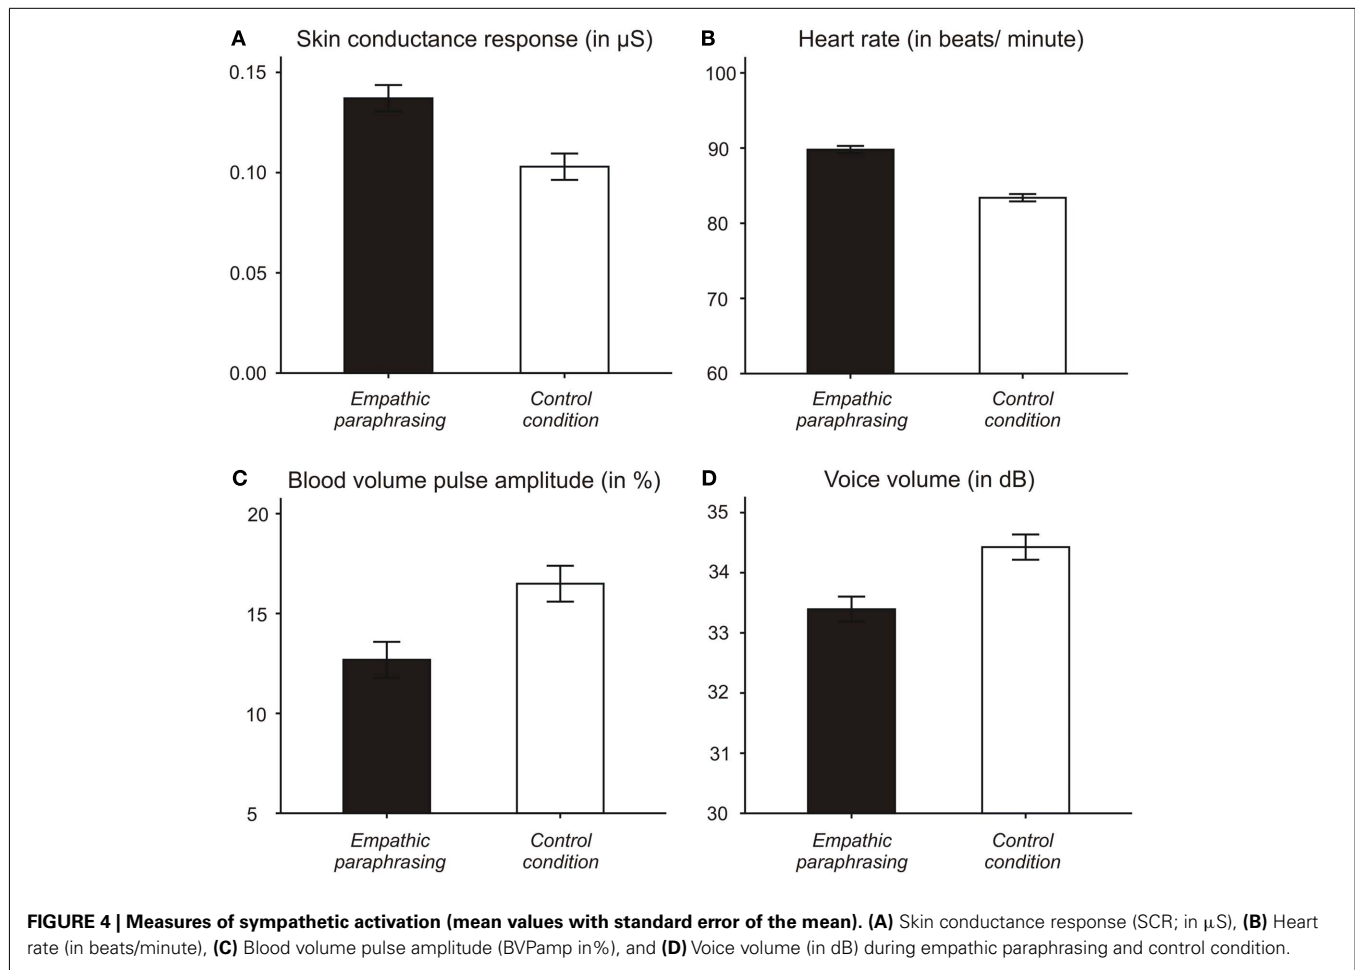 A Skin conductance response (in µS)
0.15
0.10
0.05
0.00
Empathic
paraphrasing
Control
condition
B Heart rate (in beats/ minute)
100
90
80
70
60
Empathic
paraphrasing
Control
condition
C Blood volume pulse amplitude (in %)
20
15
10
5
Empathic
paraphrasing
Control
condition
D Voice volume (in dB)
35
34
33
32
31
30
Empathic
paraphrasing
Control
condition
FIGURE 4 | Measures of sympathetic activation (mean values with standard error of the mean). (A) Skin conductance response (SCR; in μS), (B) Heart
rate (in beats/minute), (C) Blood volume pulse amplitude (BVPamp in%), and (D) Voice volume (in dB) during empathic paraphrasing and control condition.